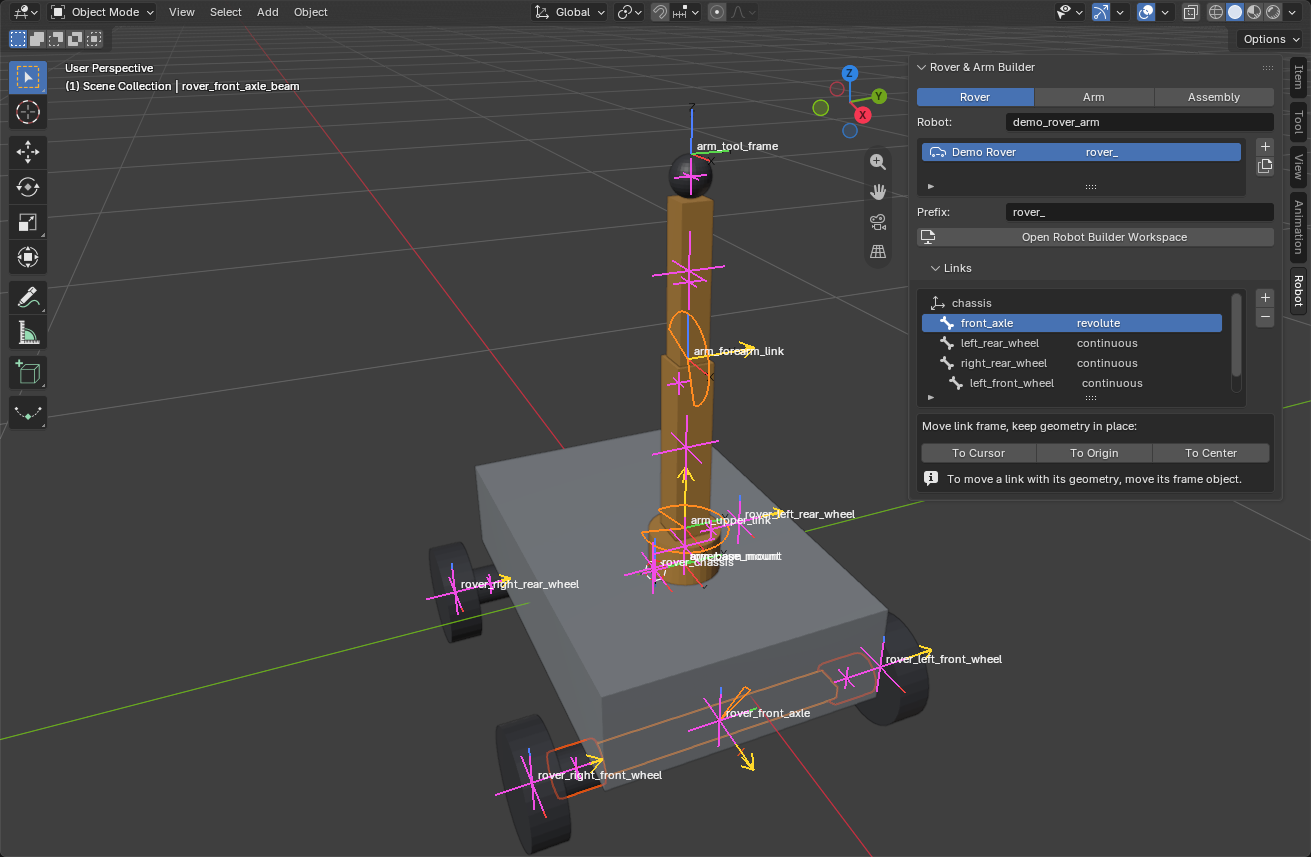 Object Mode View Select Add Object Global
Options
User Perspective
(1) Scene Collection | rover_front_axle_beam
Z
Y
X
Rover & Arm Builder
Rover Arm Assembly
Robot: demo_rover_arm
Demo Rover rover_
Prefix: rover_
Open Robot Builder Workspace
Links
chassis
front_axle revolute
left_rear_wheel continuous
right_rear_wheel continuous
left_front_wheel continuous
Move link frame, keep geometry in place:
To Cursor To Origin To Center
To move a link with its geometry, move its frame object.
Item
Tool
View
Animation
Robot
arm_tool_frame
arm_forearm_link
rover_left_rear_wheel
arm_upper_link
rover_chassis
rover_right_rear_wheel
rover_left_front_wheel
rover_front_axle
rover_right_front_wheel